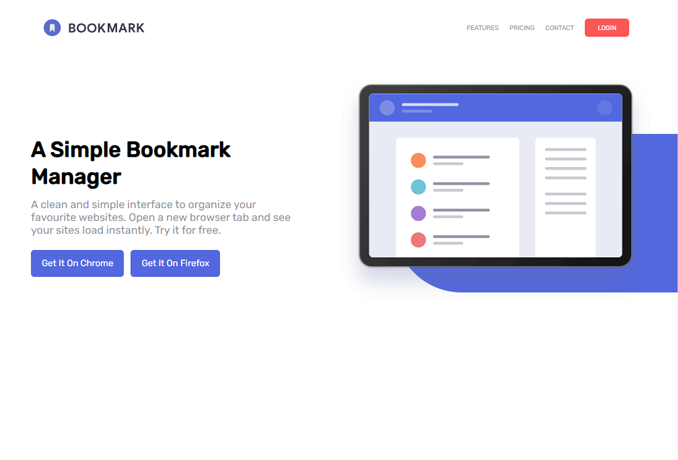 BOOKMARK
FEATURES PRICING CONTACT LOGIN
A Simple Bookmark
Manager
A clean and simple interface to organize your
favourite websites. Open a new browser tab and see
your sites load instantly. Try it for free.
Get It On Chrome Get It On Firefox